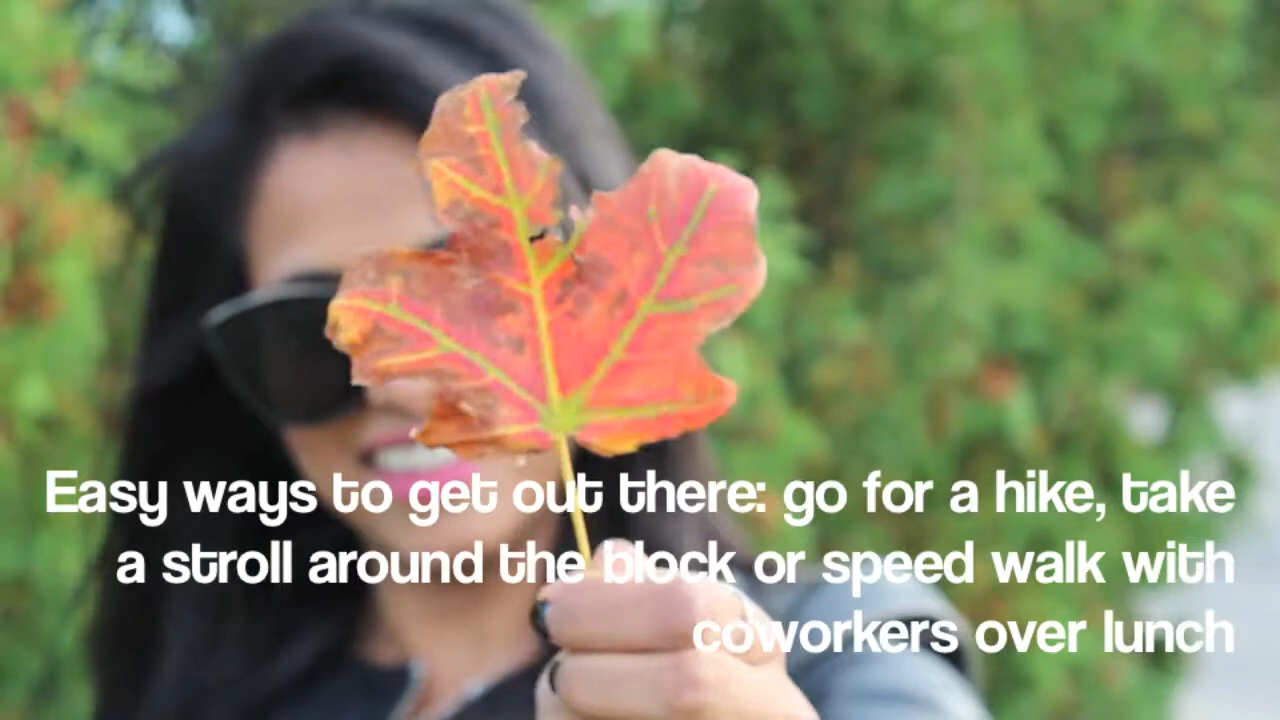 Easy ways to get out there: go for a hike, take
a stroll around the block or speed walk with
coworkers over lunch